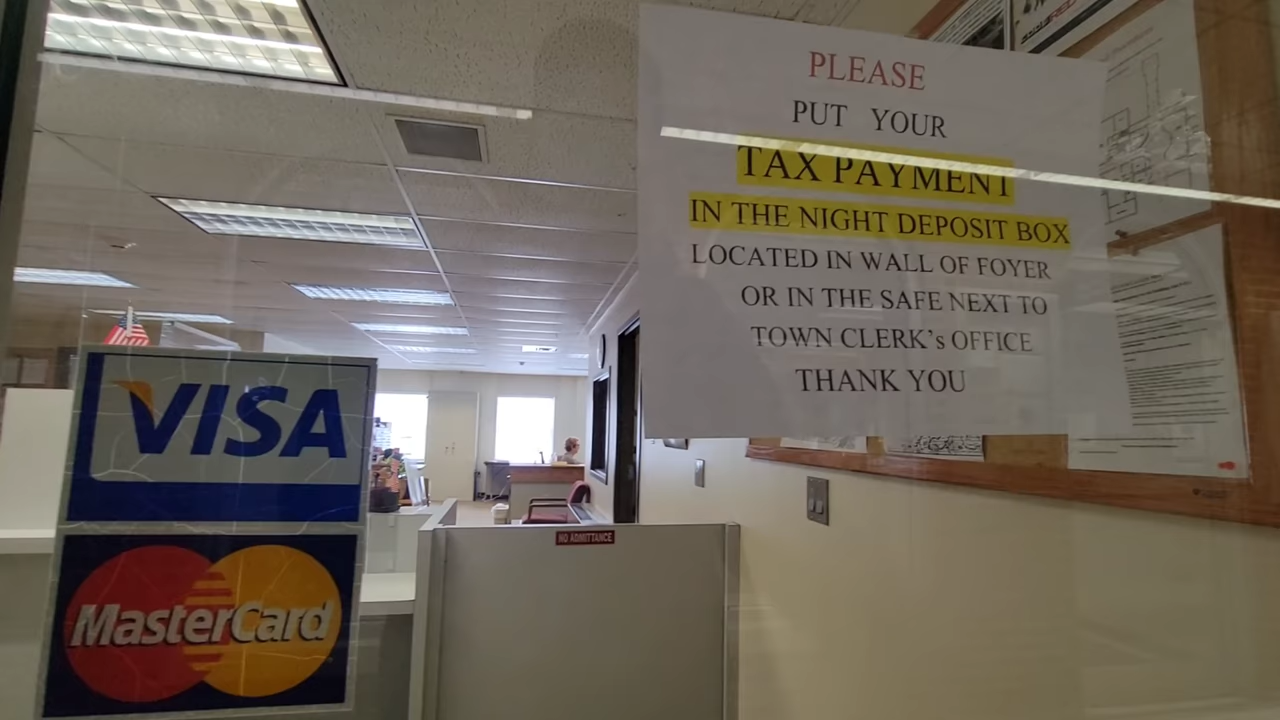 PLEASE
PUT YOUR
TAX PAYMENT
IN THE NIGHT DEPOSIT BOX
LOCATED IN WALL OF FOYER
OR IN THE SAFE NEXT TO
TOWN CLERK's OFFICE
THANK YOU
VISA
MasterCard
NO ADMITTANCE